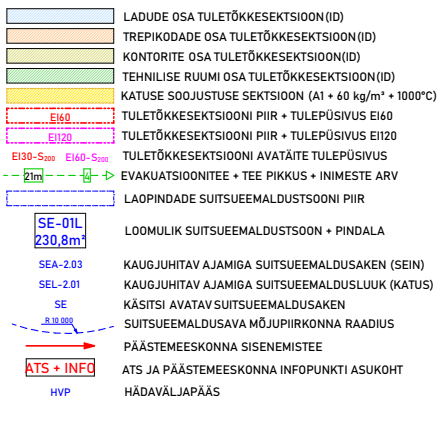 LADUDE OSA TULETÕKKESEKTSIOON(ID)
TREPIKODADE OSA TULETÕKKESEKTSIOON(ID)
KONTORITE OSA TULETÕKKESEKTSIOON(ID)
TEHNILISE RUUMI OSA TULETÕKKESEKTSIOON(ID)
KATUSE SOOJUSTUSE SEKTSIOON (A1 + 60 kg/m³ + 1000°C)
EI60 TULETÕKKESEKTSIOONI PIIR + TULEPÜSIVUS EI60
EI120 TULETÕKKESEKTSIOONI PIIR + TULEPÜSIVUS EI120
EI30-S₂₀₀ EI60-S₂₀₀ TULETÕKKESEKTSIOONI AVATÄITE TULEPÜSIVUS
21m 4 EVAKUATSIOONITEE + TEE PIKKUS + INIMESTE ARV
LAOPINDADE SUITSUEEMALDUSTSOONI PIIR
SE-01L
230,8m² LOOMULIK SUITSUEEMALDUSTSOON + PINDALA
SEA-2.03 KAUGJUHITAV AJAMIGA SUITSUEEMALDUSAKEN (SEIN)
SEL-2.01 KAUGJUHITAV AJAMIGA SUITSUEEMALDUSLUUK (KATUS)
SE KÄSITSI AVATAV SUITSUEEMALDUSAKEN
R 10 000 SUITSUEEMALDUSAVA MÕJUPIIRKONNA RAADIUS
PÄÄSTEMEESKONNA SISENEMISTEE
ATS + INFO ATS JA PÄÄSTEMEESKONNA INFOPUNKTI ASUKOHT
HVP HÄDAVÄLJAPÄÄS